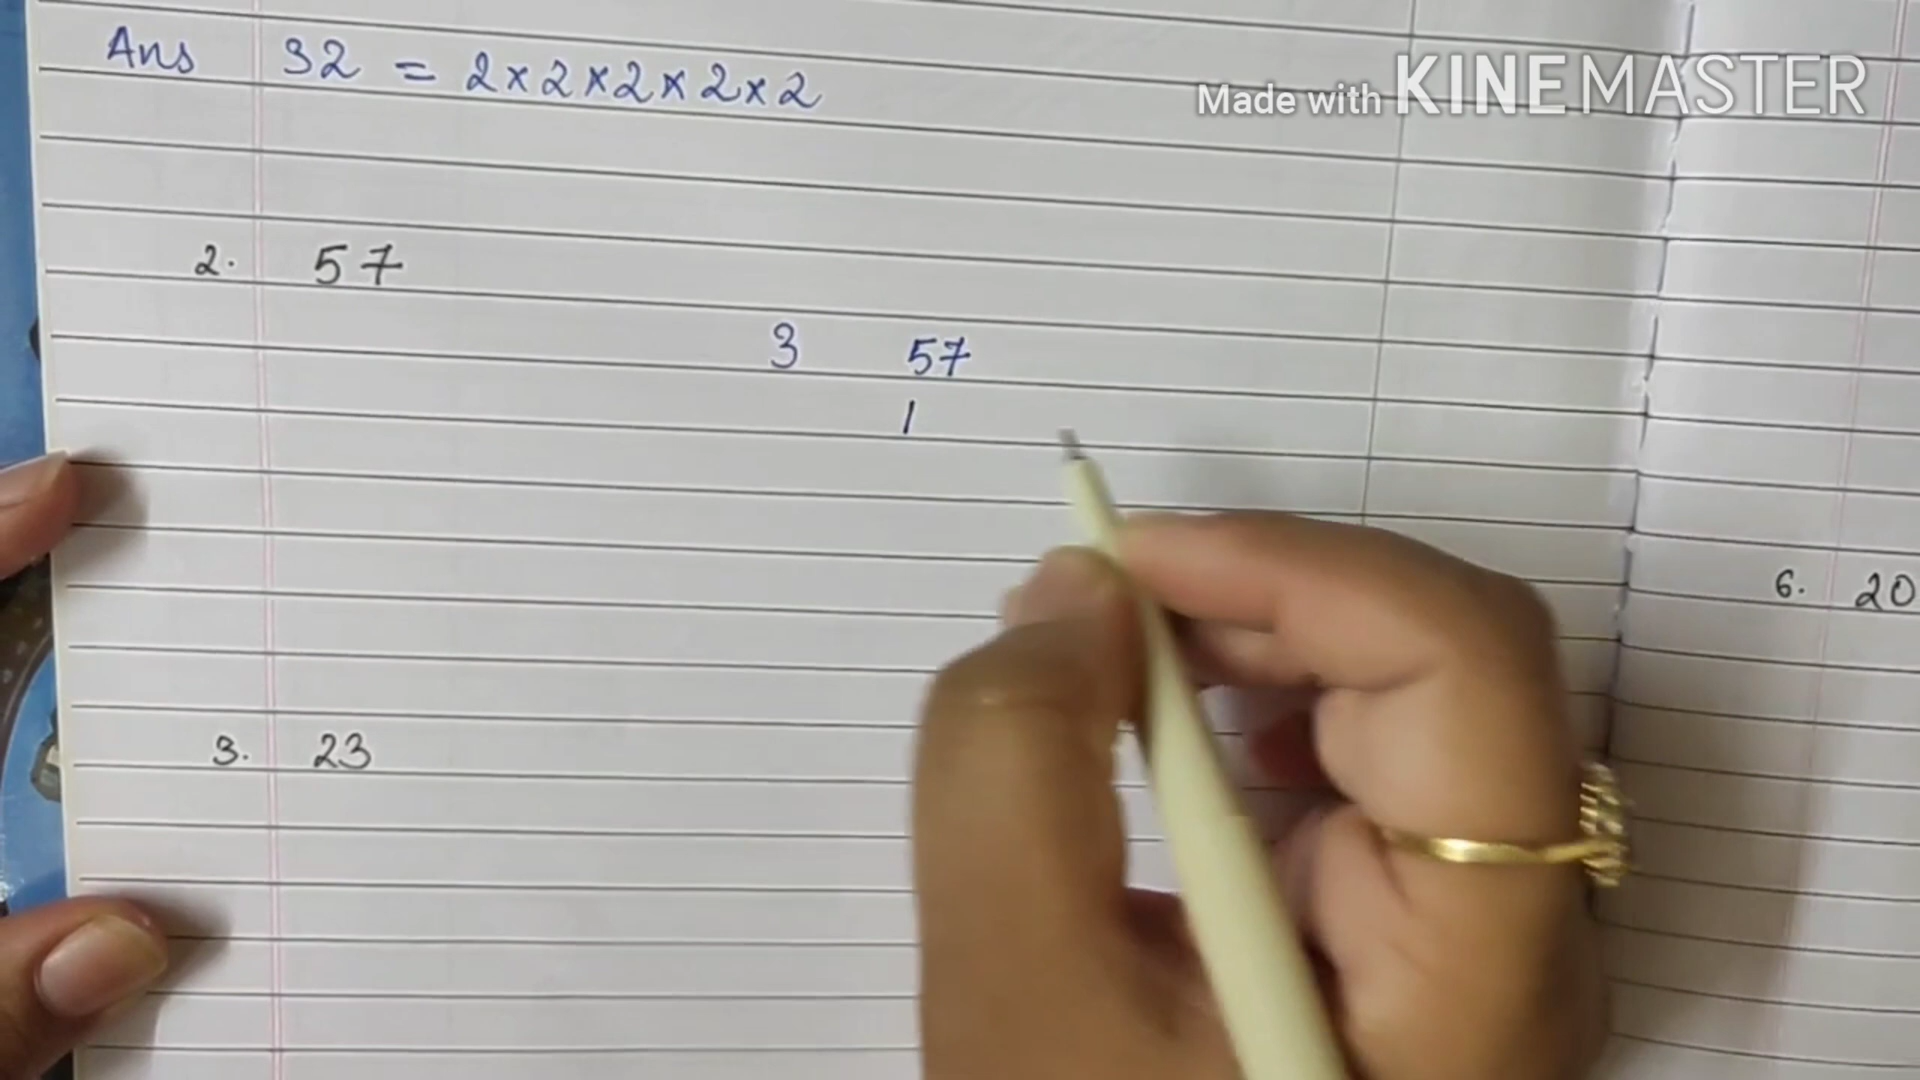 Ans 32 = 2×2×2×2×2
Made with KINEMASTER
2. 57
3 57
1
6. 20
3. 23